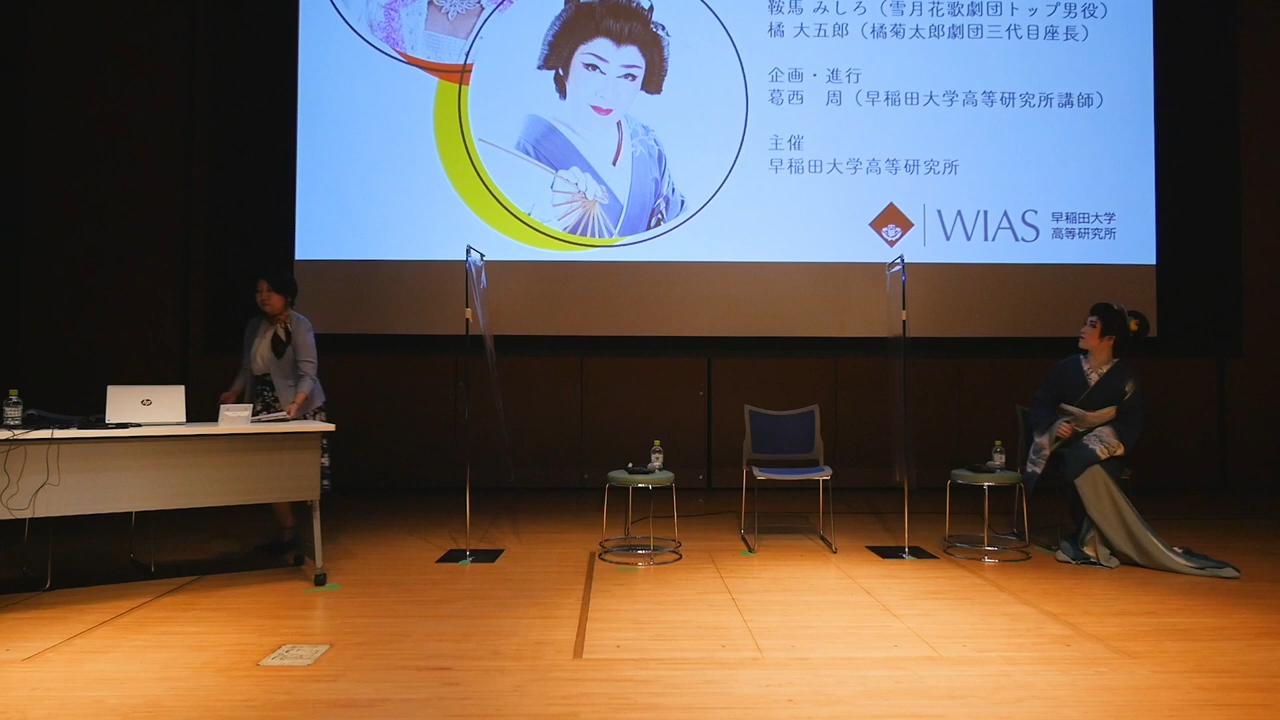 鞍馬 みしろ（雪月花歌劇団トップ男役）
橘 大五郎（橘菊太郎劇団三代目座長）
企画・進行
葛西　周（早稲田大学高等研究所講師）
主催
早稲田大学高等研究所
WIAS
早稲田大学
高等研究所
hp